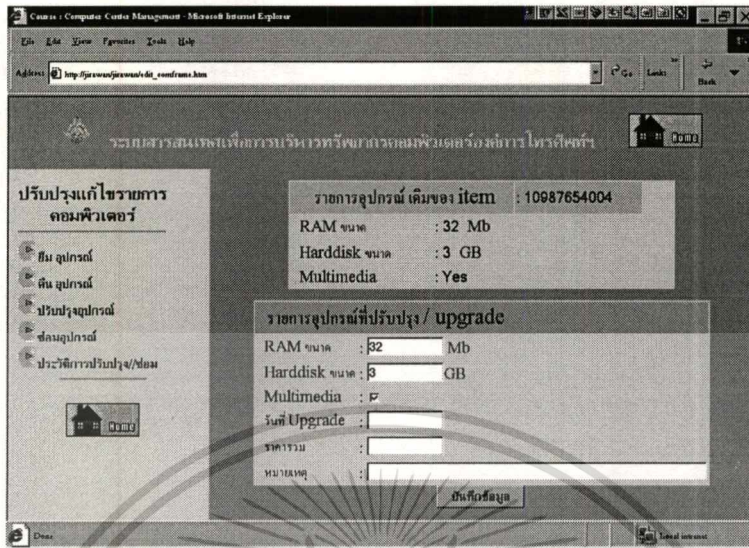 Course : Computer Center Management - Microsoft Internet Explorer
File Edit View Favorites Tools Help
Address http://jirawan/jirawan/edit_comframe.htm Go Links Back
ระบบสารสนเทศเพื่อการบริหารทรัพยากรคอมพิวเตอร์องค์การโทรศัพท์ฯ Home
ปรับปรุงแก้ไขรายการ
คอมพิวเตอร์
ยืม อุปกรณ์
คืน อุปกรณ์
ปรับปรุงอุปกรณ์
ซ่อมอุปกรณ์
ประวัติการปรับปรุง//ซ่อม
Home
รายการอุปกรณ์ เดิมของ item : 10987654004
RAM ขนาด : 32 Mb
Harddisk ขนาด : 3 GB
Multimedia : Yes
รายการอุปกรณ์ที่ปรับปรุง / upgrade
RAM ขนาด : 32 Mb
Harddisk ขนาด : 3 GB
Multimedia :
วันที่ Upgrade :
ราคารวม :
หมายเหตุ :
บันทึกข้อมูล
Done Local intranet